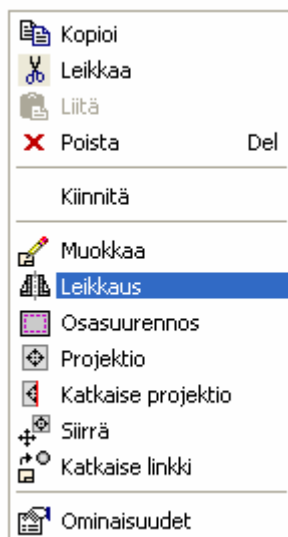 Kopioi
Leikkaa
Liitä
Poista Del
Kiinnitä
Muokkaa
Leikkaus
Osasuurennos
Projektio
Katkaise projektio
Siirrä
Katkaise linkki
Ominaisuudet